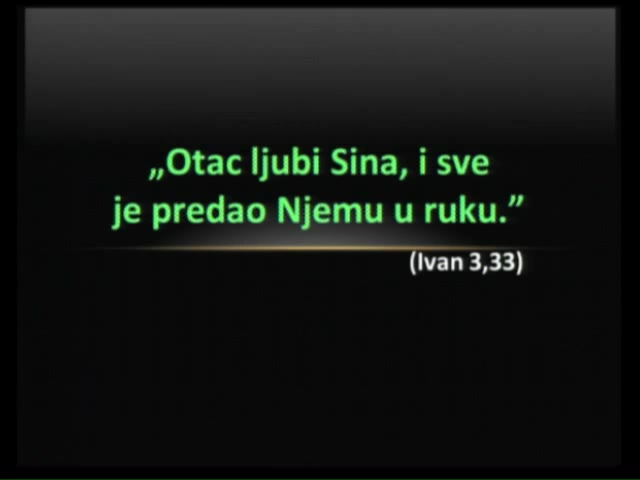 „Otac ljubi Sina, i sve
je predao Njemu u ruku.”
(Ivan 3,33)